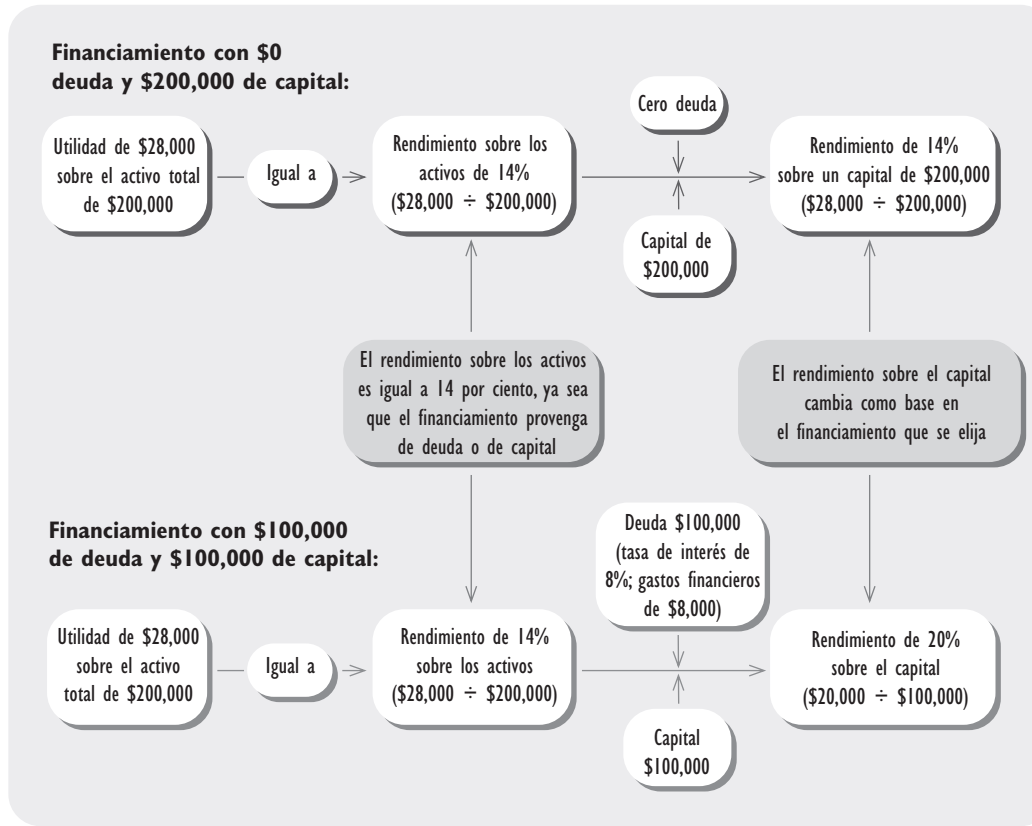 Financiamiento con $0
deuda y $200,000 de capital:
Utilidad de $28,000
sobre el activo total
de $200,000
Igual a
Rendimiento sobre los
activos de 14%
($28,000 ÷ $200,000)
Cero deuda
Capital de
$200,000
Rendimiento de 14%
sobre un capital de $200,000
($28,000 ÷ $200,000)
El rendimiento sobre los activos
es igual a 14 por ciento, ya sea
que el financiamiento provenga
de deuda o de capital
El rendimiento sobre el capital
cambia como base en
el financiamiento que se elija
Financiamiento con $100,000
de deuda y $100,000 de capital:
Utilidad de $28,000
sobre el activo
total de $200,000
Igual a
Rendimiento de 14%
sobre los activos
($28,000 ÷ $200,000)
Deuda $100,000
(tasa de interés de
8%; gastos financieros
de $8,000)
Capital
$100,000
Rendimiento de 20%
sobre el capital
($20,000 ÷ $100,000)